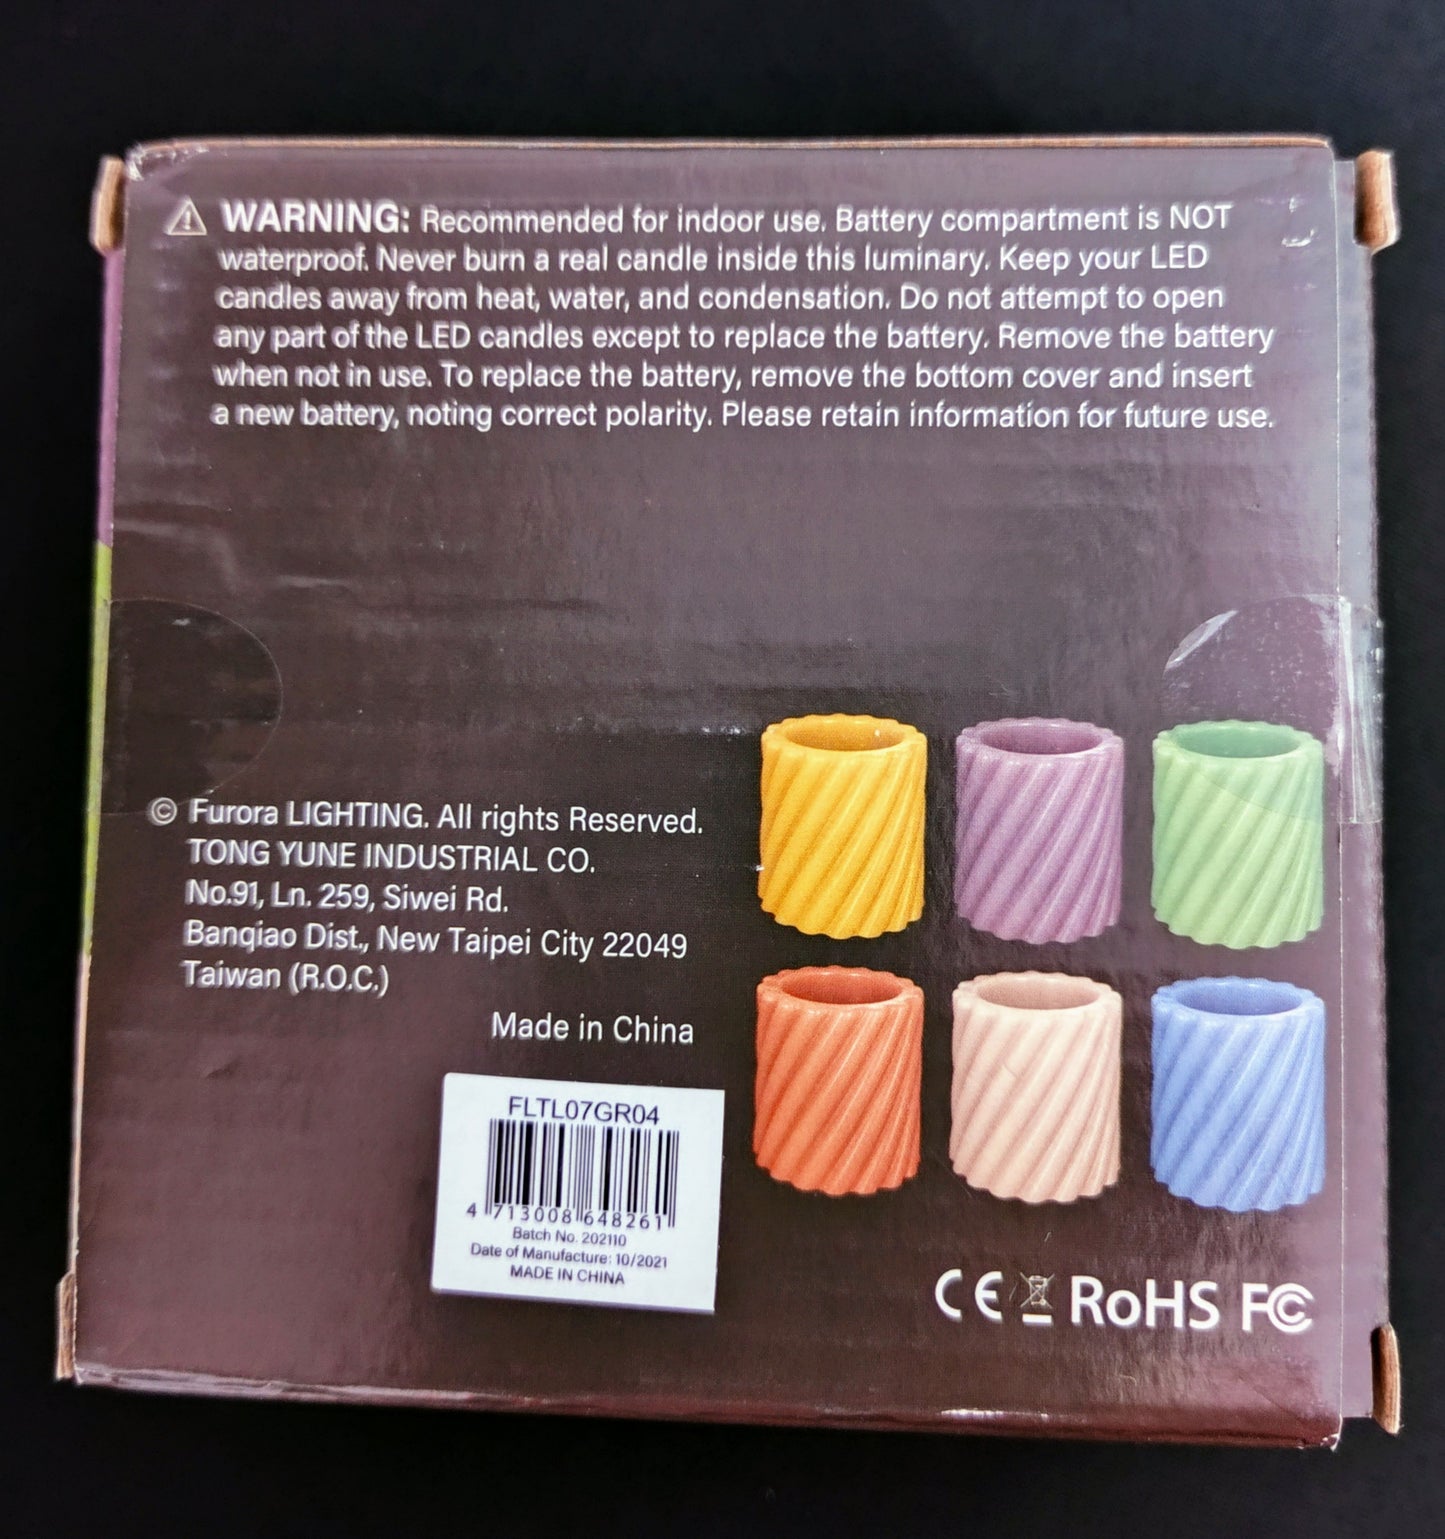 ⚠ WARNING: Recommended for indoor use. Battery compartment is NOT
waterproof. Never burn a real candle inside this luminary. Keep your LED
candles away from heat, water, and condensation. Do not attempt to open
any part of the LED candles except to replace the battery. Remove the battery
when not in use. To replace the battery, remove the bottom cover and insert
a new battery, noting correct polarity. Please retain information for future use.
© Furora LIGHTING. All rights Reserved.
TONG YUNE INDUSTRIAL CO.
No.91, Ln. 259, Siwei Rd.
Banqiao Dist., New Taipei City 22049
Taiwan (R.O.C.)
Made in China
FLTL07GR04
4 713008 648261
Batch No. 202110
Date of Manufacture: 10/2021
MADE IN CHINA
CE RoHS FC